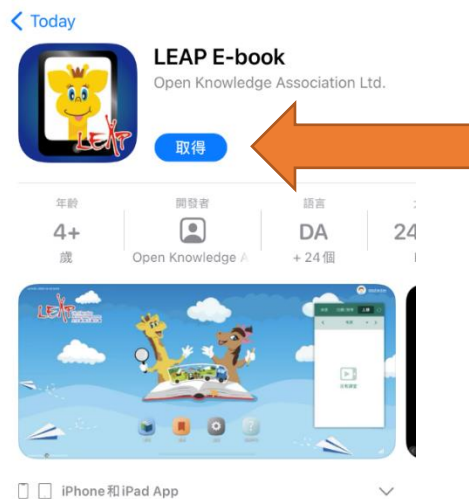 Today
LEAP E-book
Open Knowledge Association Ltd.
LEAP
取得
年齡
開發者
語言
4+
DA
24
歲
Open Knowledge A
+ 24 個
LEAP
iPhone和iPad App